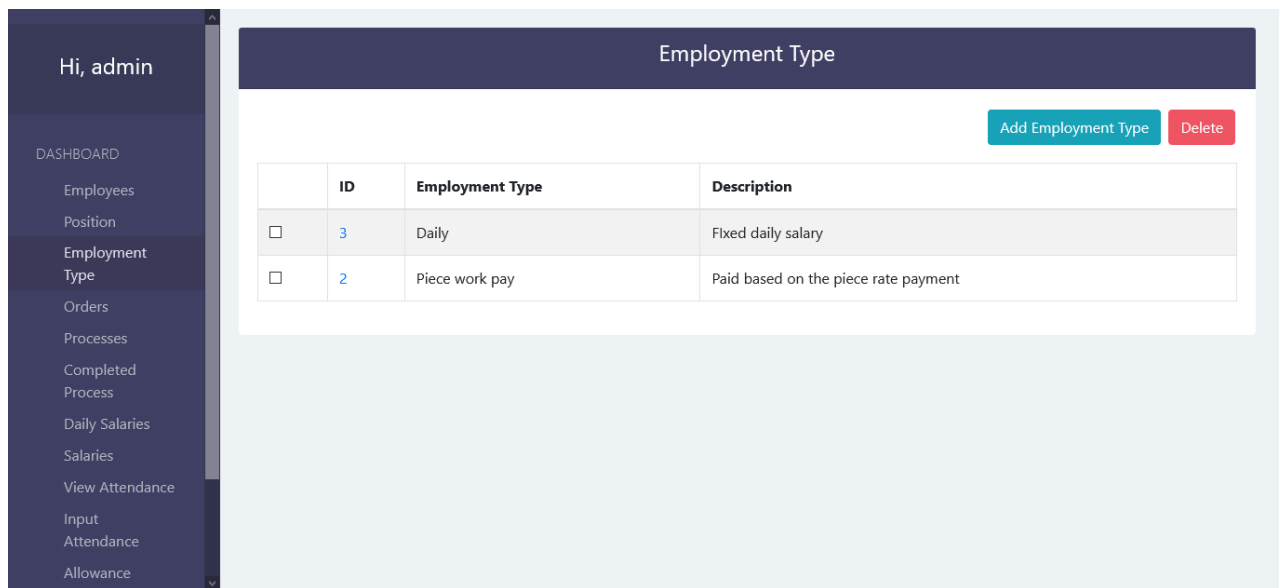 Hi, admin
DASHBOARD
Employees
Position
Employment
Type
Orders
Processes
Completed
Process
Daily Salaries
Salaries
View Attendance
Input
Attendance
Allowance
Employment Type
Add Employment Type Delete
ID Employment Type Description
3 Daily FIxed daily salary
2 Piece work pay Paid based on the piece rate payment